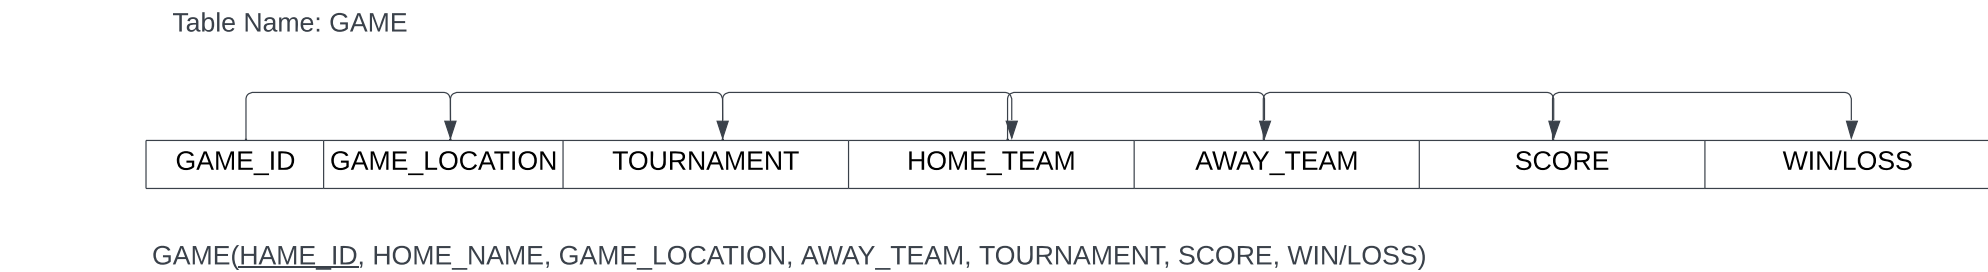 Table Name: GAME
GAME_ID GAME_LOCATION TOURNAMENT HOME_TEAM AWAY_TEAM SCORE WIN/LOSS
GAME(HAME_ID, HOME_NAME, GAME_LOCATION, AWAY_TEAM, TOURNAMENT, SCORE, WIN/LOSS)